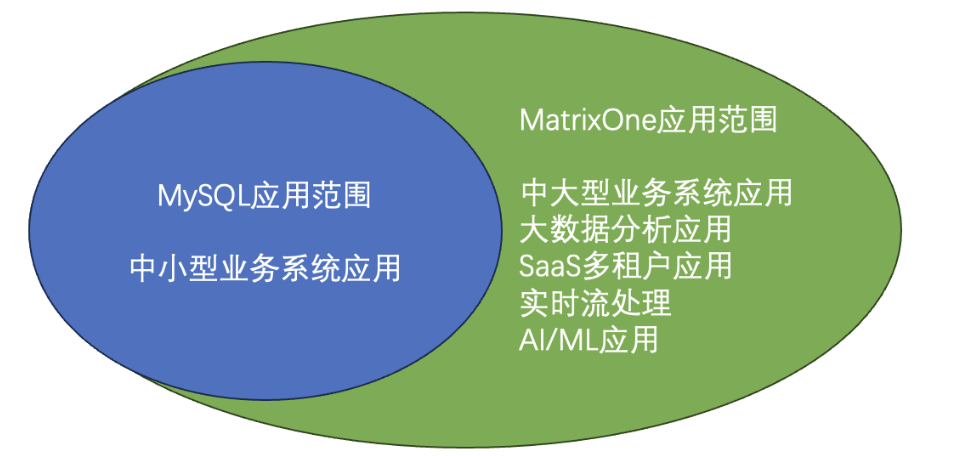 MySQL应用范围
中小型业务系统应用
MatrixOne应用范围
中大型业务系统应用
大数据分析应用
SaaS多租户应用
实时流处理
AI/ML应用